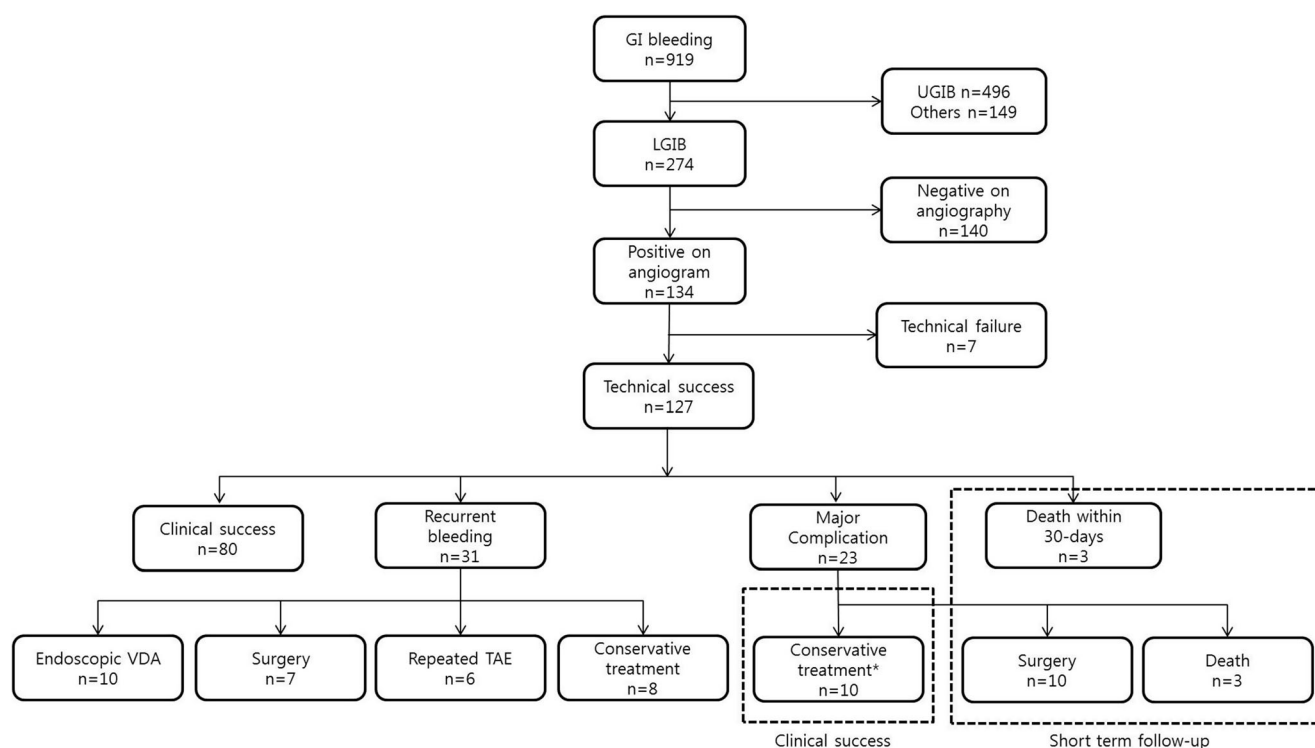 GI bleeding
n=919
UGIB n=496
Others n=149
LGIB
n=274
Negative on
angiography
n=140
Positive on
angiogram
n=134
Technical failure
n=7
Technical success
n=127
Clinical success
n=80
Recurrent
bleeding
n=31
Major
Complication
n=23
Death within
30-days
n=3
Endoscopic VDA
n=10
Surgery
n=7
Repeated TAE
n=6
Conservative
treatment
n=8
Conservative
treatment*
n=10
Surgery
n=10
Death
n=3
Clinical success
Short term follow-up